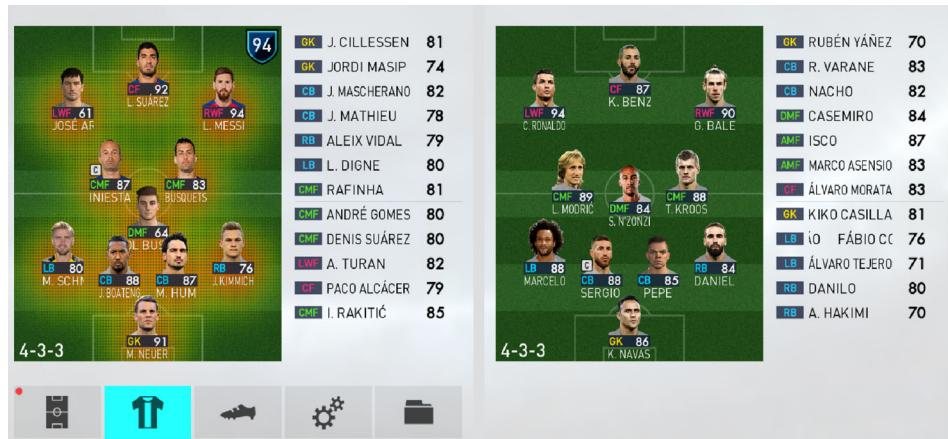 94
CF 92
L. SUÁREZ
LWF 61
JOSÉ AR
RWF 94
L. MESSI
C
CMF 87
INIESTA
CMF 83
BUSQUETS
DMF 64
OL BUS
LB 80
M. SCHN
CB 88
J.BOATENG
CB 87
M. HUM
RB 76
J.KIMMICH
GK 91
M. NEUER
4-3-3
GK J. CILLESSEN 81
GK JORDI MASIP 74
CB J. MASCHERANO 82
CB J. MATHIEU 78
RB ALEIX VIDAL 79
LB L. DIGNE 80
CMF RAFINHA 81
CMF ANDRÉ GOMES 80
CMF DENIS SUÁREZ 80
LWF A. TURAN 82
CF PACO ALCÁCER 79
CMF I. RAKITIĆ 85
CF 87
K. BENZ
LWF 94
C. RONALDO
RWF 90
G. BALE
CMF 89
L. MODRIĆ
DMF 84
S. N'ZONZI
CMF 88
T. KROOS
LB 88
MARCELO
C
CB 88
SERGIO
CB 85
PEPE
RB 84
DANIEL
GK 86
K. NAVAS
4-3-3
GK RUBÉN YÁÑEZ 70
CB R. VARANE 83
CB NACHO 82
DMF CASEMIRO 84
AMF ISCO 87
AMF MARCO ASENSIO 83
CF ÁLVARO MORATA 83
GK KIKO CASILLA 81
LB FÁBIO 76
LB ÁLVARO TEJERO 71
RB DANILO 80
RB A. HAKIMI 70